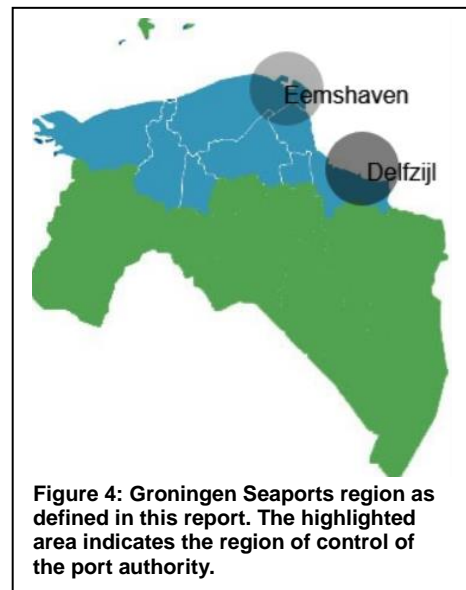 Eemshaven
Delfzijl
Figure 4: Groningen Seaports region as
defined in this report. The highlighted
area indicates the region of control of
the port authority.